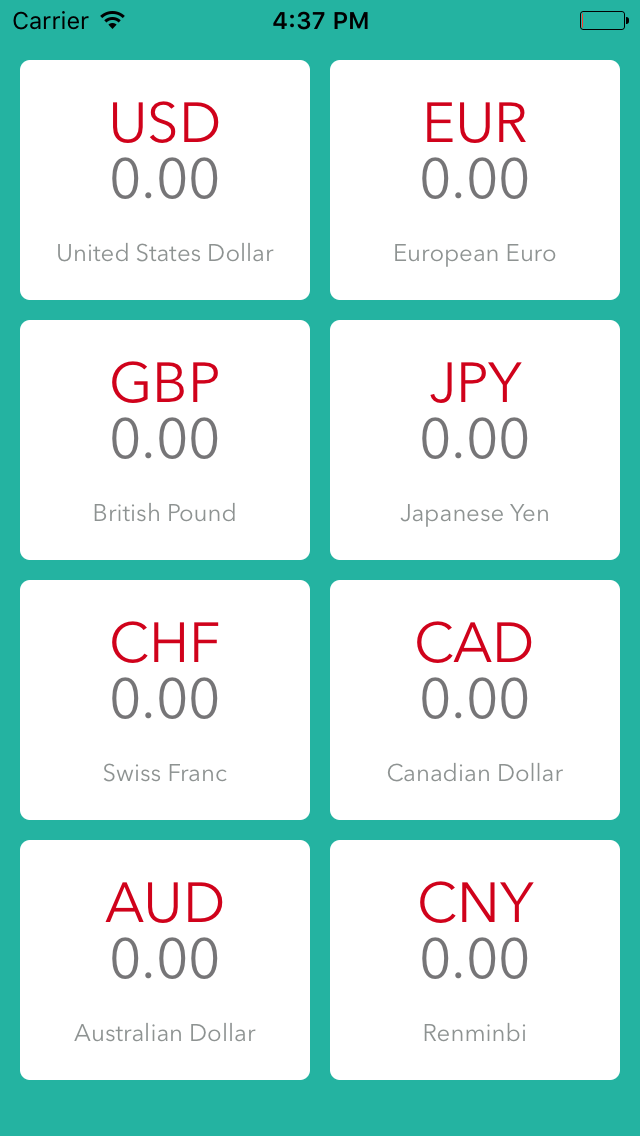 Carrier 4:37 PM
USD
0.00
United States Dollar
EUR
0.00
European Euro
GBP
0.00
British Pound
JPY
0.00
Japanese Yen
CHF
0.00
Swiss Franc
CAD
0.00
Canadian Dollar
AUD
0.00
Australian Dollar
CNY
0.00
Renminbi